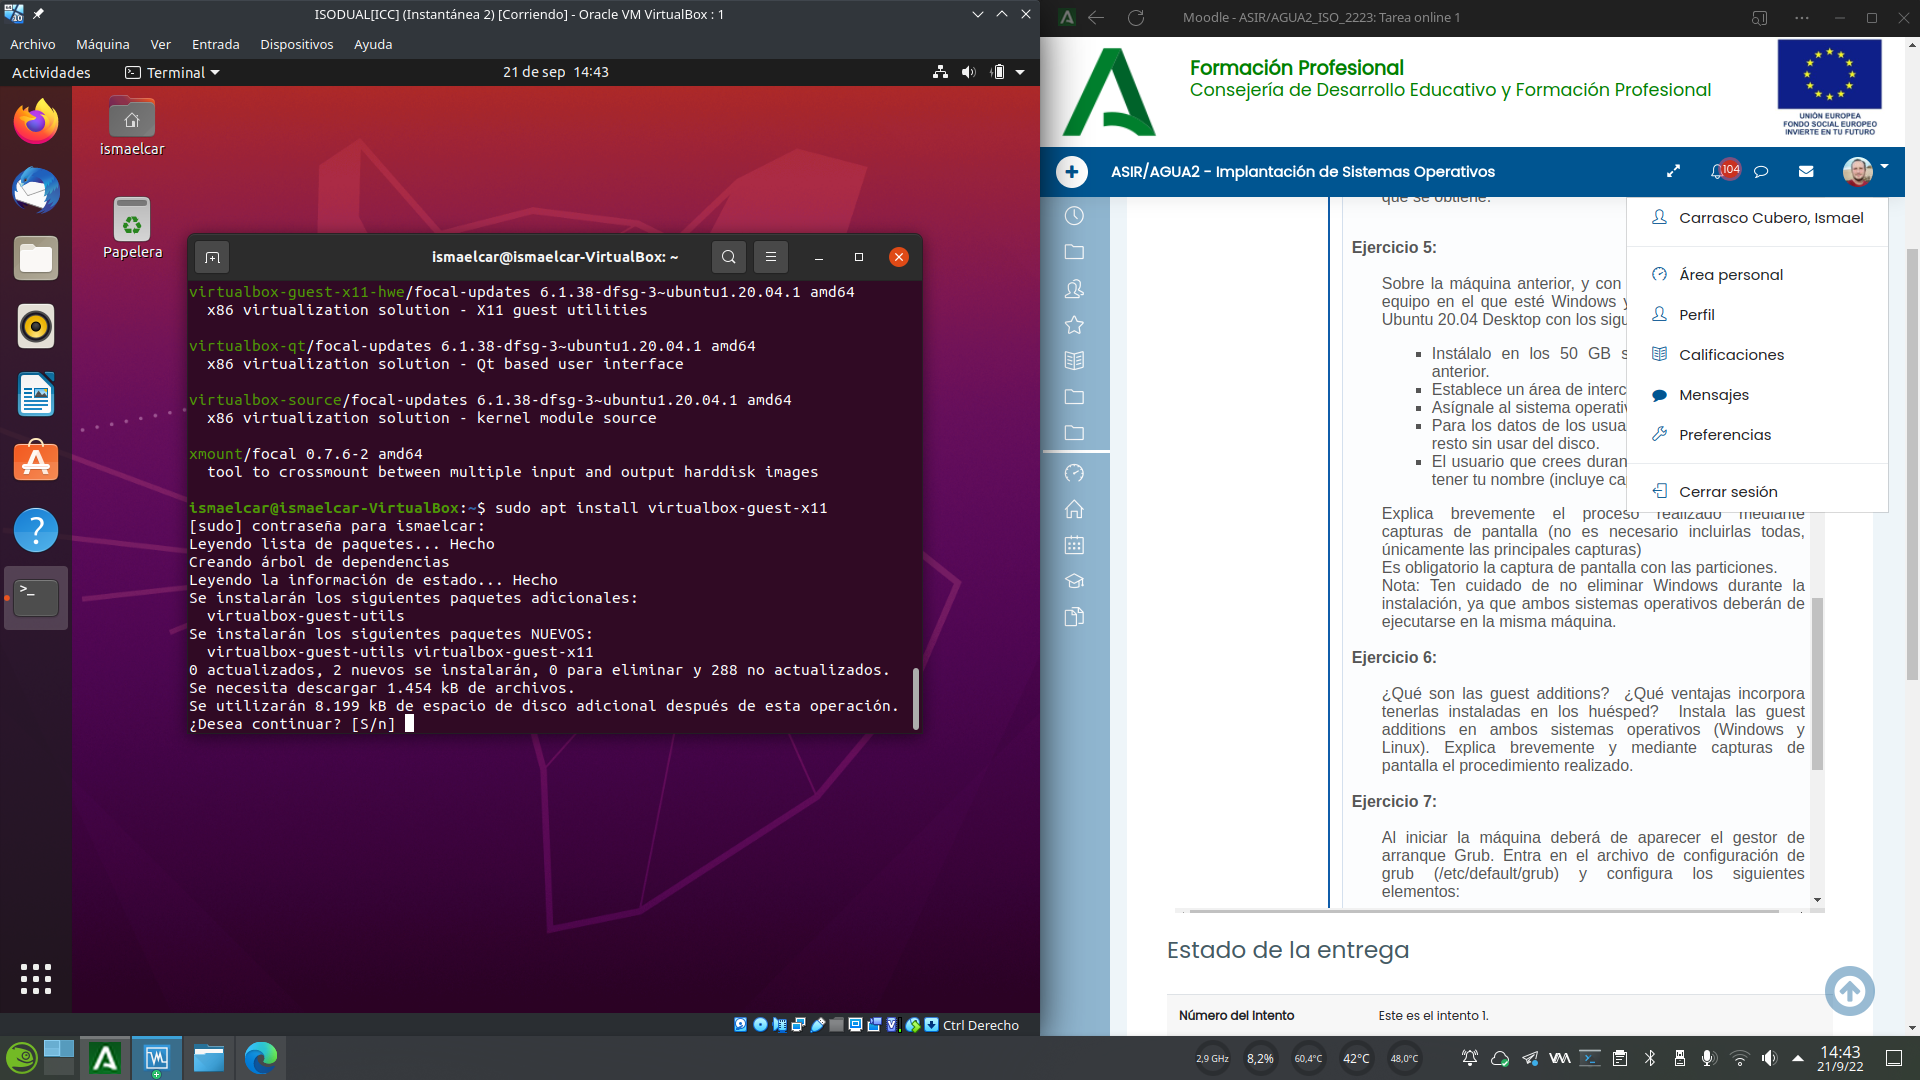 ISODUAL[ICC] (Instantánea 2) [Corriendo] - Oracle VM VirtualBox : 1
Archivo Máquina Ver Entrada Dispositivos Ayuda
Actividades Terminal 21 de sep 14:43
ismaelcar
Papelera
ismaelcar@ismaelcar-VirtualBox: ~
virtualbox-guest-x11-hwe/focal-updates 6.1.38-dfsg-3~ubuntu1.20.04.1 amd64
x86 virtualization solution - X11 guest utilities
virtualbox-qt/focal-updates 6.1.38-dfsg-3~ubuntu1.20.04.1 amd64
x86 virtualization solution - Qt based user interface
virtualbox-source/focal-updates 6.1.38-dfsg-3~ubuntu1.20.04.1 amd64
x86 virtualization solution - kernel module source
xmount/focal 0.7.6-2 amd64
tool to crossmount between multiple input and output harddisk images
ismaelcar@ismaelcar-VirtualBox:~$ sudo apt install virtualbox-guest-x11
[sudo] contraseña para ismaelcar:
Leyendo lista de paquetes... Hecho
Creando árbol de dependencias
Leyendo la información de estado... Hecho
Se instalarán los siguientes paquetes adicionales:
virtualbox-guest-utils
Se instalarán los siguientes paquetes NUEVOS:
virtualbox-guest-utils virtualbox-guest-x11
0 actualizados, 2 nuevos se instalarán, 0 para eliminar y 288 no actualizados.
Se necesita descargar 1.454 kB de archivos.
Se utilizarán 8.199 kB de espacio de disco adicional después de esta operación.
¿Desea continuar? [S/n]
Ctrl Derecho
Moodle - ASIR/AGUA2_ISO_2223: Tarea online 1
Formación Profesional
Consejería de Desarrollo Educativo y Formación Profesional
UNIÓN EUROPEA
FONDO SOCIAL EUROPEO
INVIERTE EN TU FUTURO
ASIR/AGUA2 - Implantación de Sistemas Operativos
104
que se obtiene.
Carrasco Cubero, Ismael
Área personal
Perfil
Calificaciones
Mensajes
Preferencias
Cerrar sesión
Ejercicio 5:
Sobre la máquina anterior, y con
equipo en el que esté Windows y
Ubuntu 20.04 Desktop con los
Instálalo en los 50 GB
anterior.
Establece un área de
Asígnale al sistema
Para los datos de los
resto sin usar del disco.
El usuario que crees
tener tu nombre (incluye
Explica brevemente el proceso realizado mediante
capturas de pantalla (no es necesario incluirlas todas,
únicamente las principales capturas)
Es obligatorio la captura de pantalla con las particiones.
Nota: Ten cuidado de no eliminar Windows durante la
instalación, ya que ambos sistemas operativos deberán de
ejecutarse en la misma máquina.
Ejercicio 6:
¿Qué son las guest additions? ¿Qué ventajas incorpora
tenerlas instaladas en los huésped? Instala las guest
additions en ambos sistemas operativos (Windows y
Linux). Explica brevemente y mediante capturas de
pantalla el procedimiento realizado.
Ejercicio 7:
Al iniciar la máquina deberá de aparecer el gestor de
arranque Grub. Entra en el archivo de configuración de
grub (/etc/default/grub) y configura los siguientes
elementos:
Estado de la entrega
Número del Intento Este es el intento 1.
2,9 GHz 8,2% 60,4°C 42°C 48,0°C
14:43
21/9/22